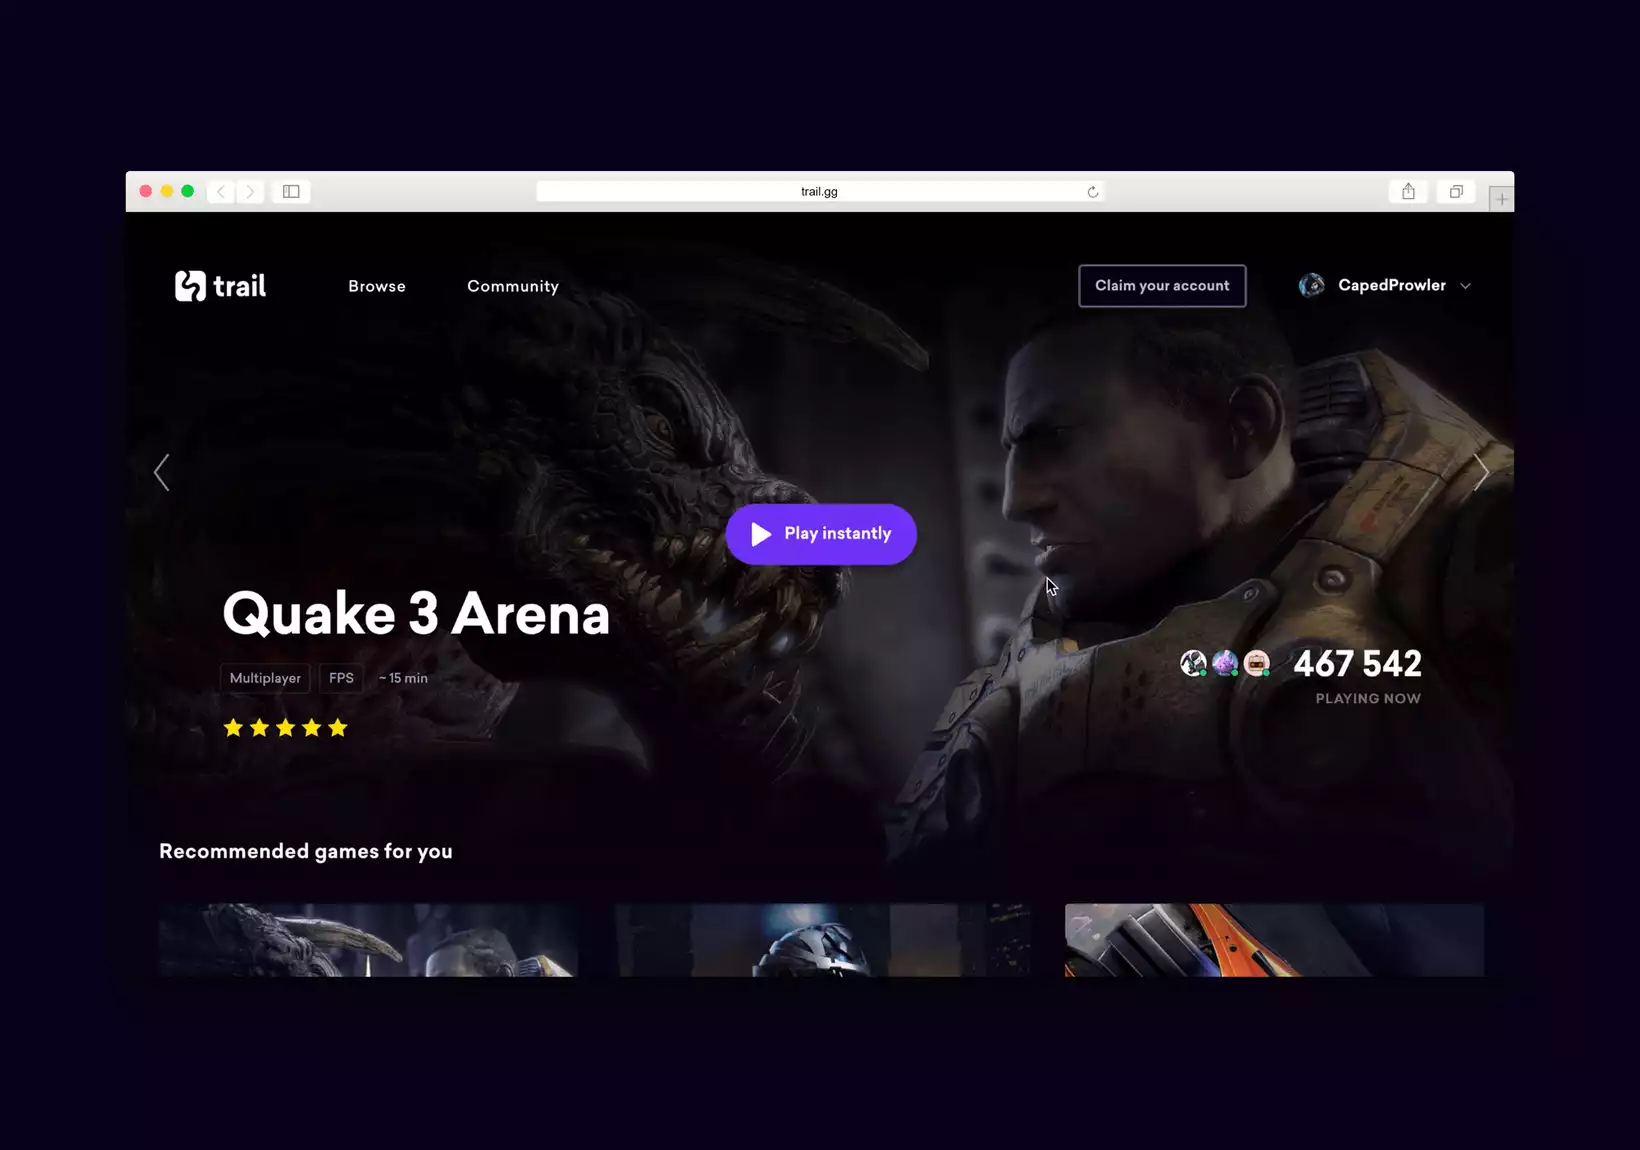 trail.gg
trail
Browse
Community
Claim your account
CapedProwler
Play instantly
Quake 3 Arena
Multiplayer
FPS
~ 15 min
467 542
PLAYING NOW
Recommended games for you